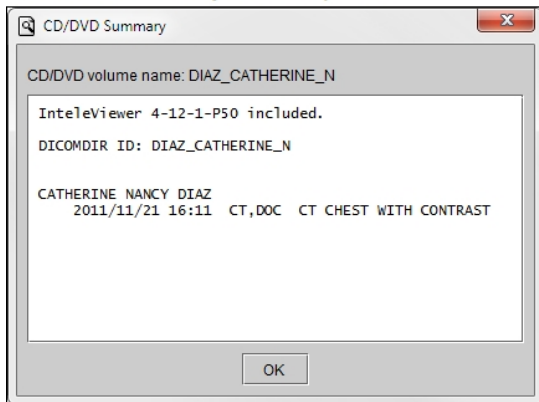 CD/DVD Summary
CD/DVD volume name: DIAZ_CATHERINE_N
InteleViewer 4-12-1-P50 included.
DICOMDIR ID: DIAZ_CATHERINE_N
CATHERINE NANCY DIAZ
2011/11/21 16:11 CT,DOC CT CHEST WITH CONTRAST
OK